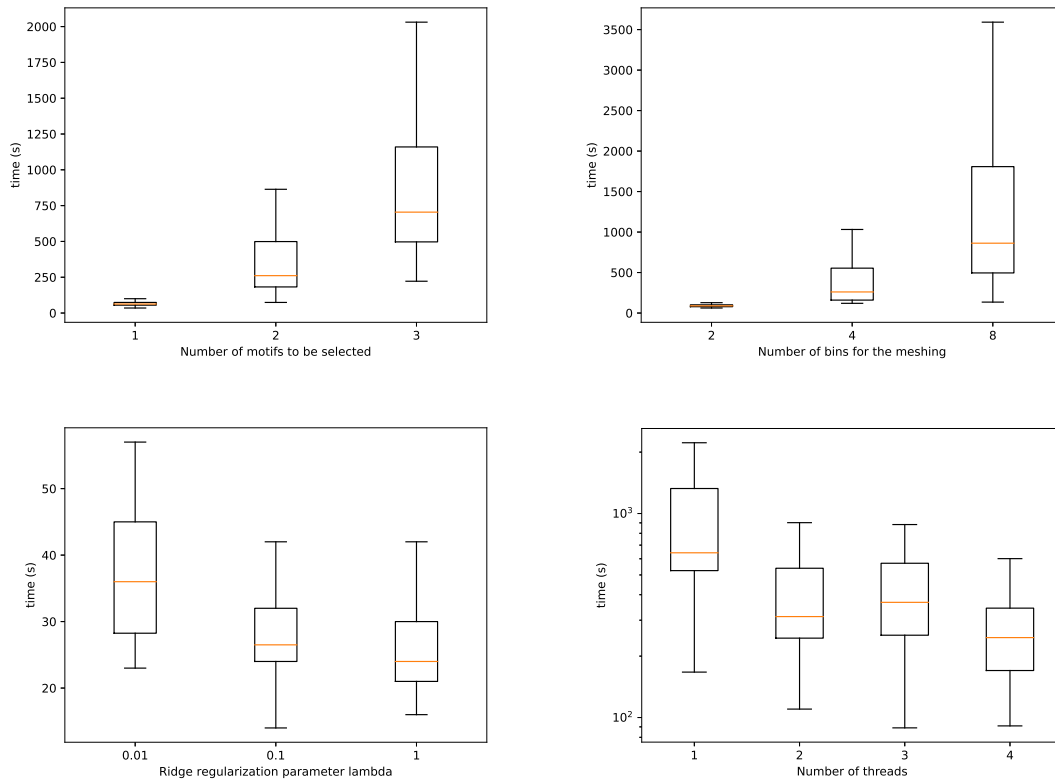 2000
1750
1500
1250
1000
750
500
250
0
time (s)
1 2 3
Number of motifs to be selected
3500
3000
2500
2000
1500
1000
500
0
time (s)
2 4 8
Number of bins for the meshing
50
40
30
20
time (s)
0.01 0.1 1
Ridge regularization parameter lambda
10³
10²
time (s)
1 2 3 4
Number of threads